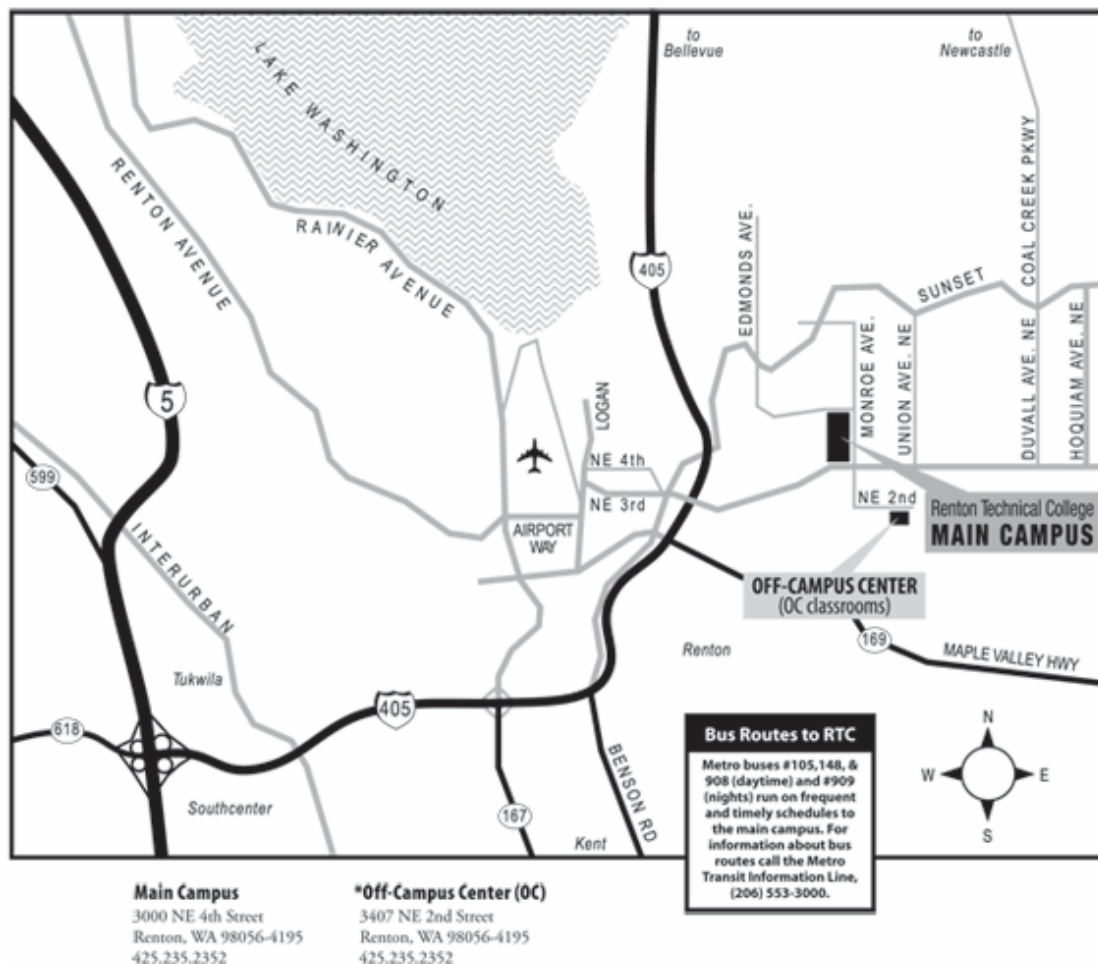 to
Bellevue
to
Newcastle
LAKE WASHINGTON
RENTON AVENUE
RAINIER AVENUE
405
EDMONDS AVE.
COAL CREEK PKWY
SUNSET
MONROE AVE.
UNION AVE. NE
DUVALL AVE. NE
HOQUIAM AVE. NE
5
LOGAN
599
NE 4th
NE 3rd
NE 2nd
Renton Technical College
MAIN CAMPUS
AIRPORT
WAY
INTERURBAN
OFF-CAMPUS CENTER
(OC classrooms)
169
MAPLE VALLEY HWY
Renton
Tukwila
405
618
Southcenter
167
BENSON RD
Kent
Bus Routes to RTC
Metro buses #105,148, &
908 (daytime) and #909
(nights) run on frequent
and timely schedules to
the main campus. For
information about bus
routes call the Metro
Transit Information Line,
(206) 553-3000.
N
W
E
S
Main Campus
3000 NE 4th Street
Renton, WA 98056-4195
425.235.2352
*Off-Campus Center (OC)
3407 NE 2nd Street
Renton, WA 98056-4195
425.235.2352